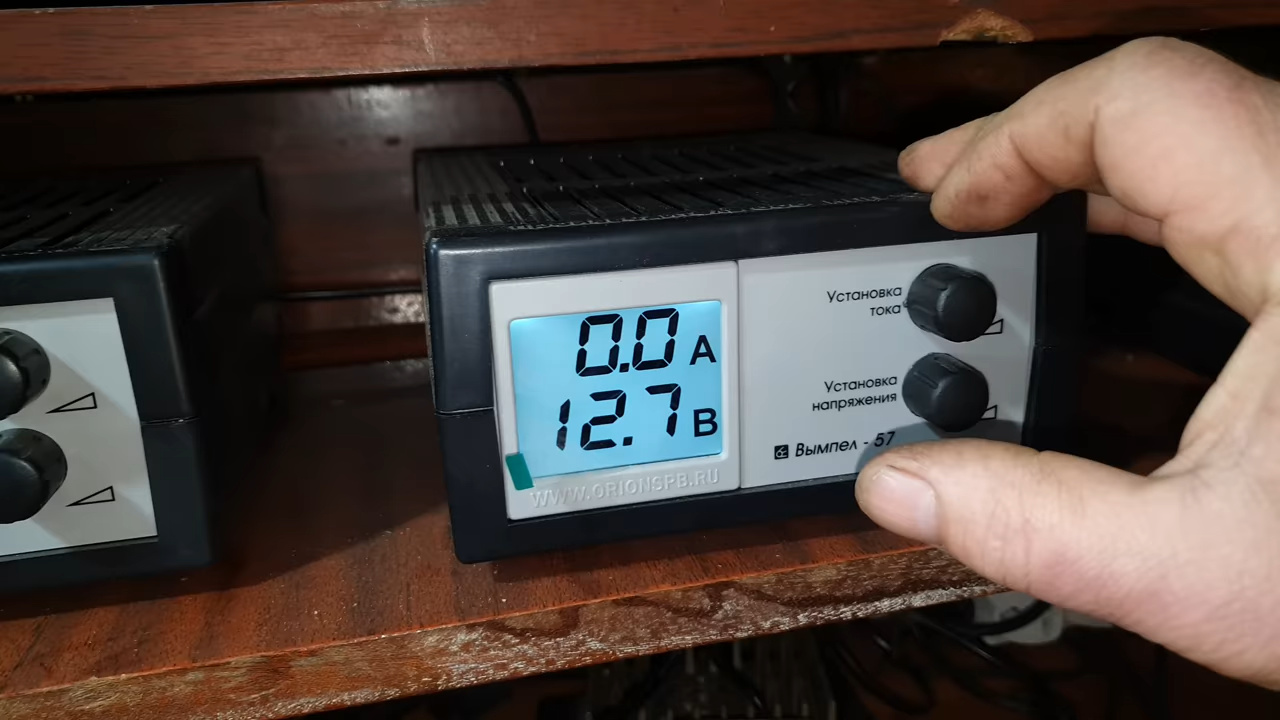 0.0 А
12.7 В
WWW.ORIONSPB.RU
Установка
тока
Установка
напряжения
Вымпел - 57